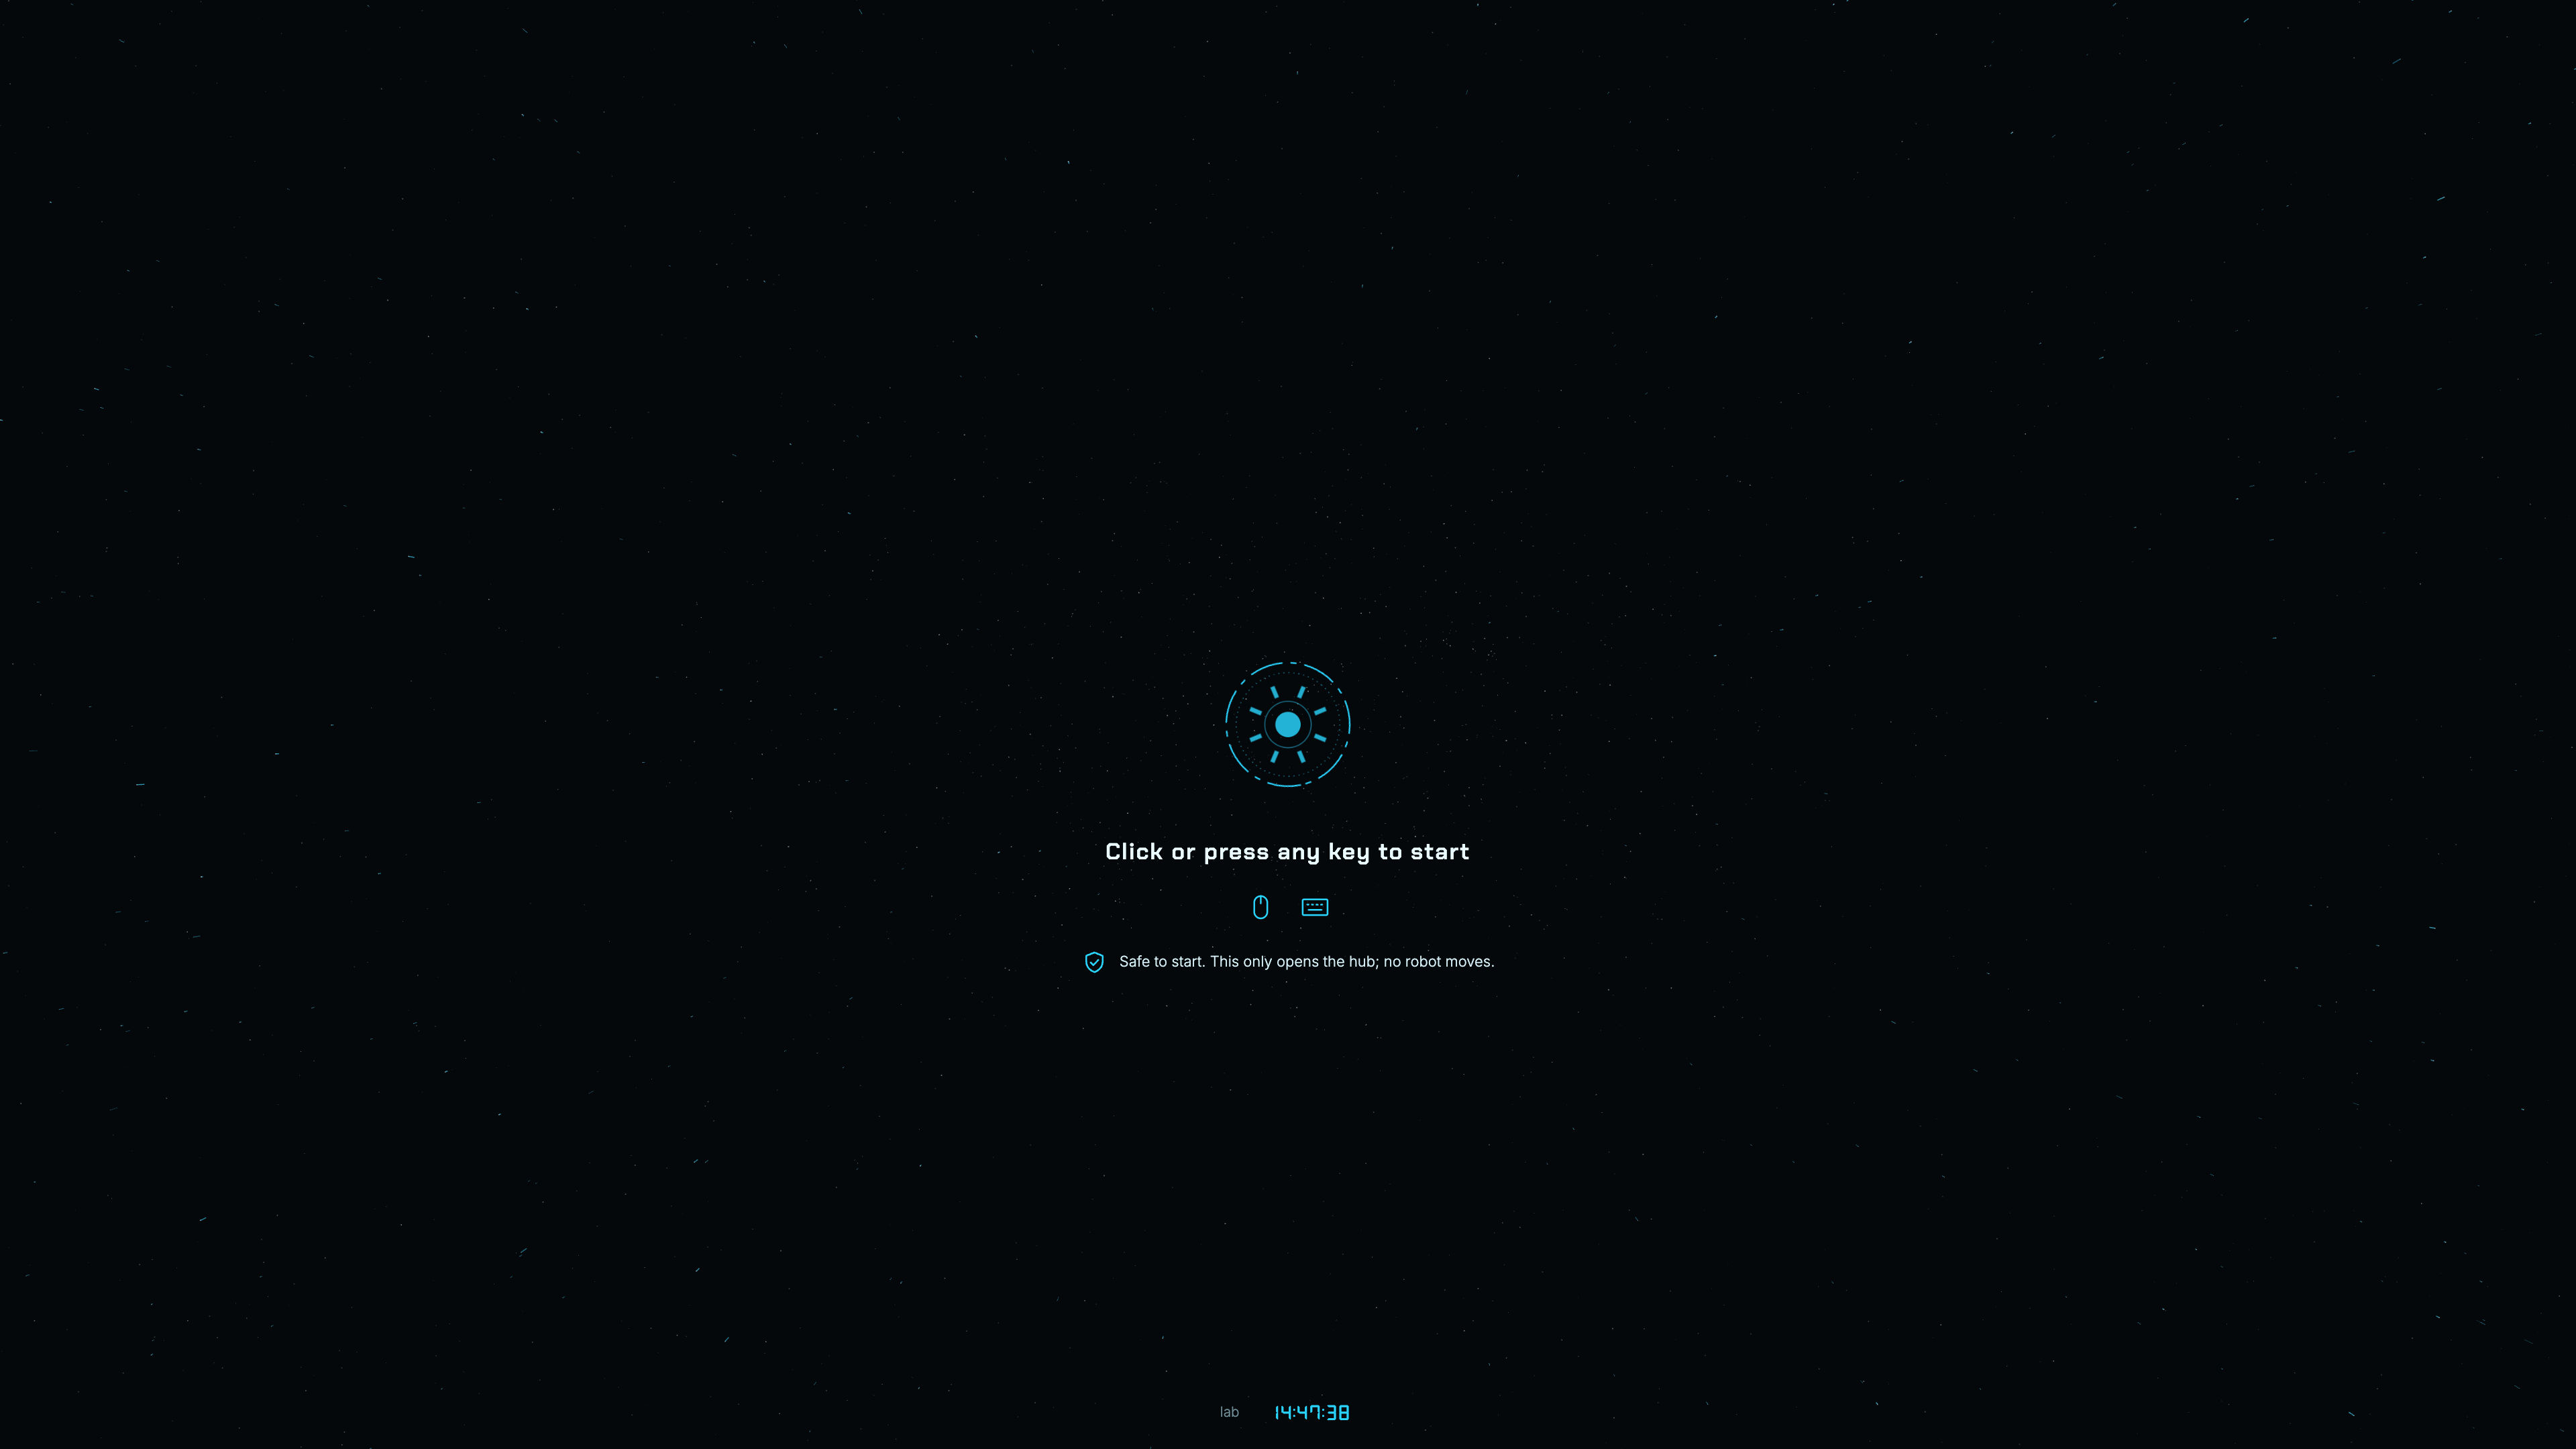 Click or press any key to start
Safe to start. This only opens the hub; no robot moves.
lab 14:47:38